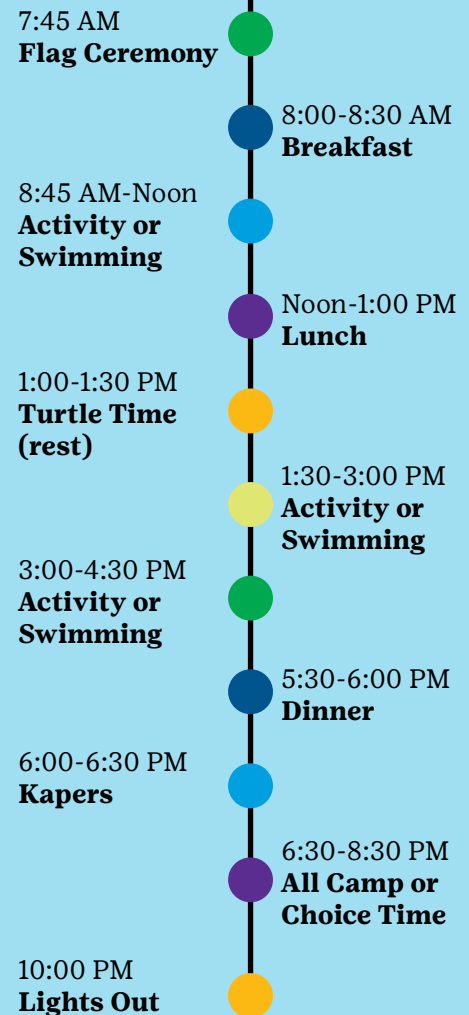 7:45 AM
Flag Ceremony
8:00-8:30 AM
Breakfast
8:45 AM-Noon
Activity or
Swimming
Noon-1:00 PM
Lunch
1:00-1:30 PM
Turtle Time
(rest)
1:30-3:00 PM
Activity or
Swimming
3:00-4:30 PM
Activity or
Swimming
5:30-6:00 PM
Dinner
6:00-6:30 PM
Kapers
6:30-8:30 PM
All Camp or
Choice Time
10:00 PM
Lights Out